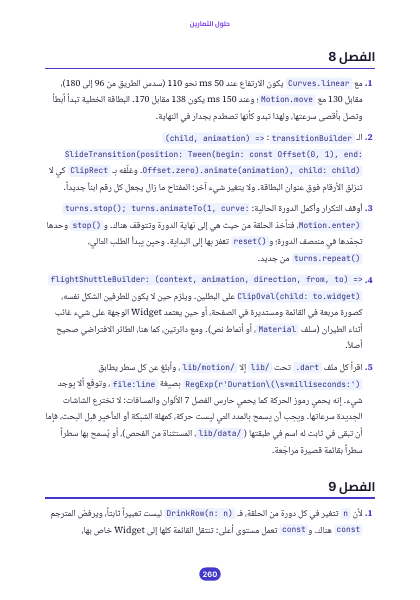 حلول التمارين
الفصل 8
1. مع Curves.linear يكون الارتفاع عند 50 ms نحو 110 (سدس الطريق من 96 إلى 180)،
مقابل 130 مع Motion.move؛ وعند 150 ms يكون 138 مقابل 170. البطاقة الخطية تبدأ أبطأ
وتصل بأقصى سرعتها، ولهذا تبدو كأنها تصطدم بجدار في النهاية.
2. الـ transitionBuilder: (child, animation) =>
SlideTransition(position: Tween(begin: const Offset(0, 1), end:
Offset.zero).animate(animation), child: child). وغلّفه بـ ClipRect كي لا
تنزلق الأرقام فوق عنوان البطاقة. ولا يتغير شيء آخر: المفتاح ما زال يجعل كل رقم ابناً جديداً.
3. أوقف التكرار وأكمل الدورة الحالية: turns.stop(); turns.animateTo(1, curve:
Motion.enter)، فتأخذ الحلقة من حيث هي إلى نهاية الدورة وتتوقف هناك. و stop() وحدها
تجمّدها في منتصف الدورة؛ و reset() تقفز بها إلى البداية. وحين يبدأ الطلب التالي،
turns.repeat() من جديد.
4. flightShuttleBuilder: (context, animation, direction, from, to) =>
ClipOval(child: to.widget) على البطلين. ويلزم حين لا يكون للطرفين الشكل نفسه،
كصورة مربعة في القائمة ومستديرة في الصفحة، أو حين يعتمد Widget الوجهة على شيء غائب
أثناء الطيران (سلف Material، أو أنماط نص). ومع دائرتين، كما هنا، الطائر الافتراضي صحيح
أصلاً.
5. اقرأ كل ملف .dart تحت lib/ إلا lib/motion/، وأبلغ عن كل سطر يطابق
RegExp(r'Duration\(\s*milliseconds:') بصيغة file:line، وتوقع ألا يوجد
شيء. إنه يحمي رموز الحركة كما يحمي حارس الفصل 7 الألوان والمسافات: لا تخترع الشاشات
الجديدة سرعاتها. ويجب أن يسمح بالمدد التي ليست حركة، كمهلة الشبكة أو التأخير قبل البحث، فإما
أن تبقى في ثابت له اسم في طبقتها (lib/data/، المستثناة من الفحص)، أو يُسمح بها سطراً
سطراً بقائمة قصيرة مراجَعة.
الفصل 9
1. لأن n تتغير في كل دورة من الحلقة، فـ DrinkRow(n: n) ليست تعبيراً ثابتاً، ويرفض المترجم
const هناك. و const تعمل مستوى أعلى: تنتقل القائمة كلها إلى Widget خاص بها،
260